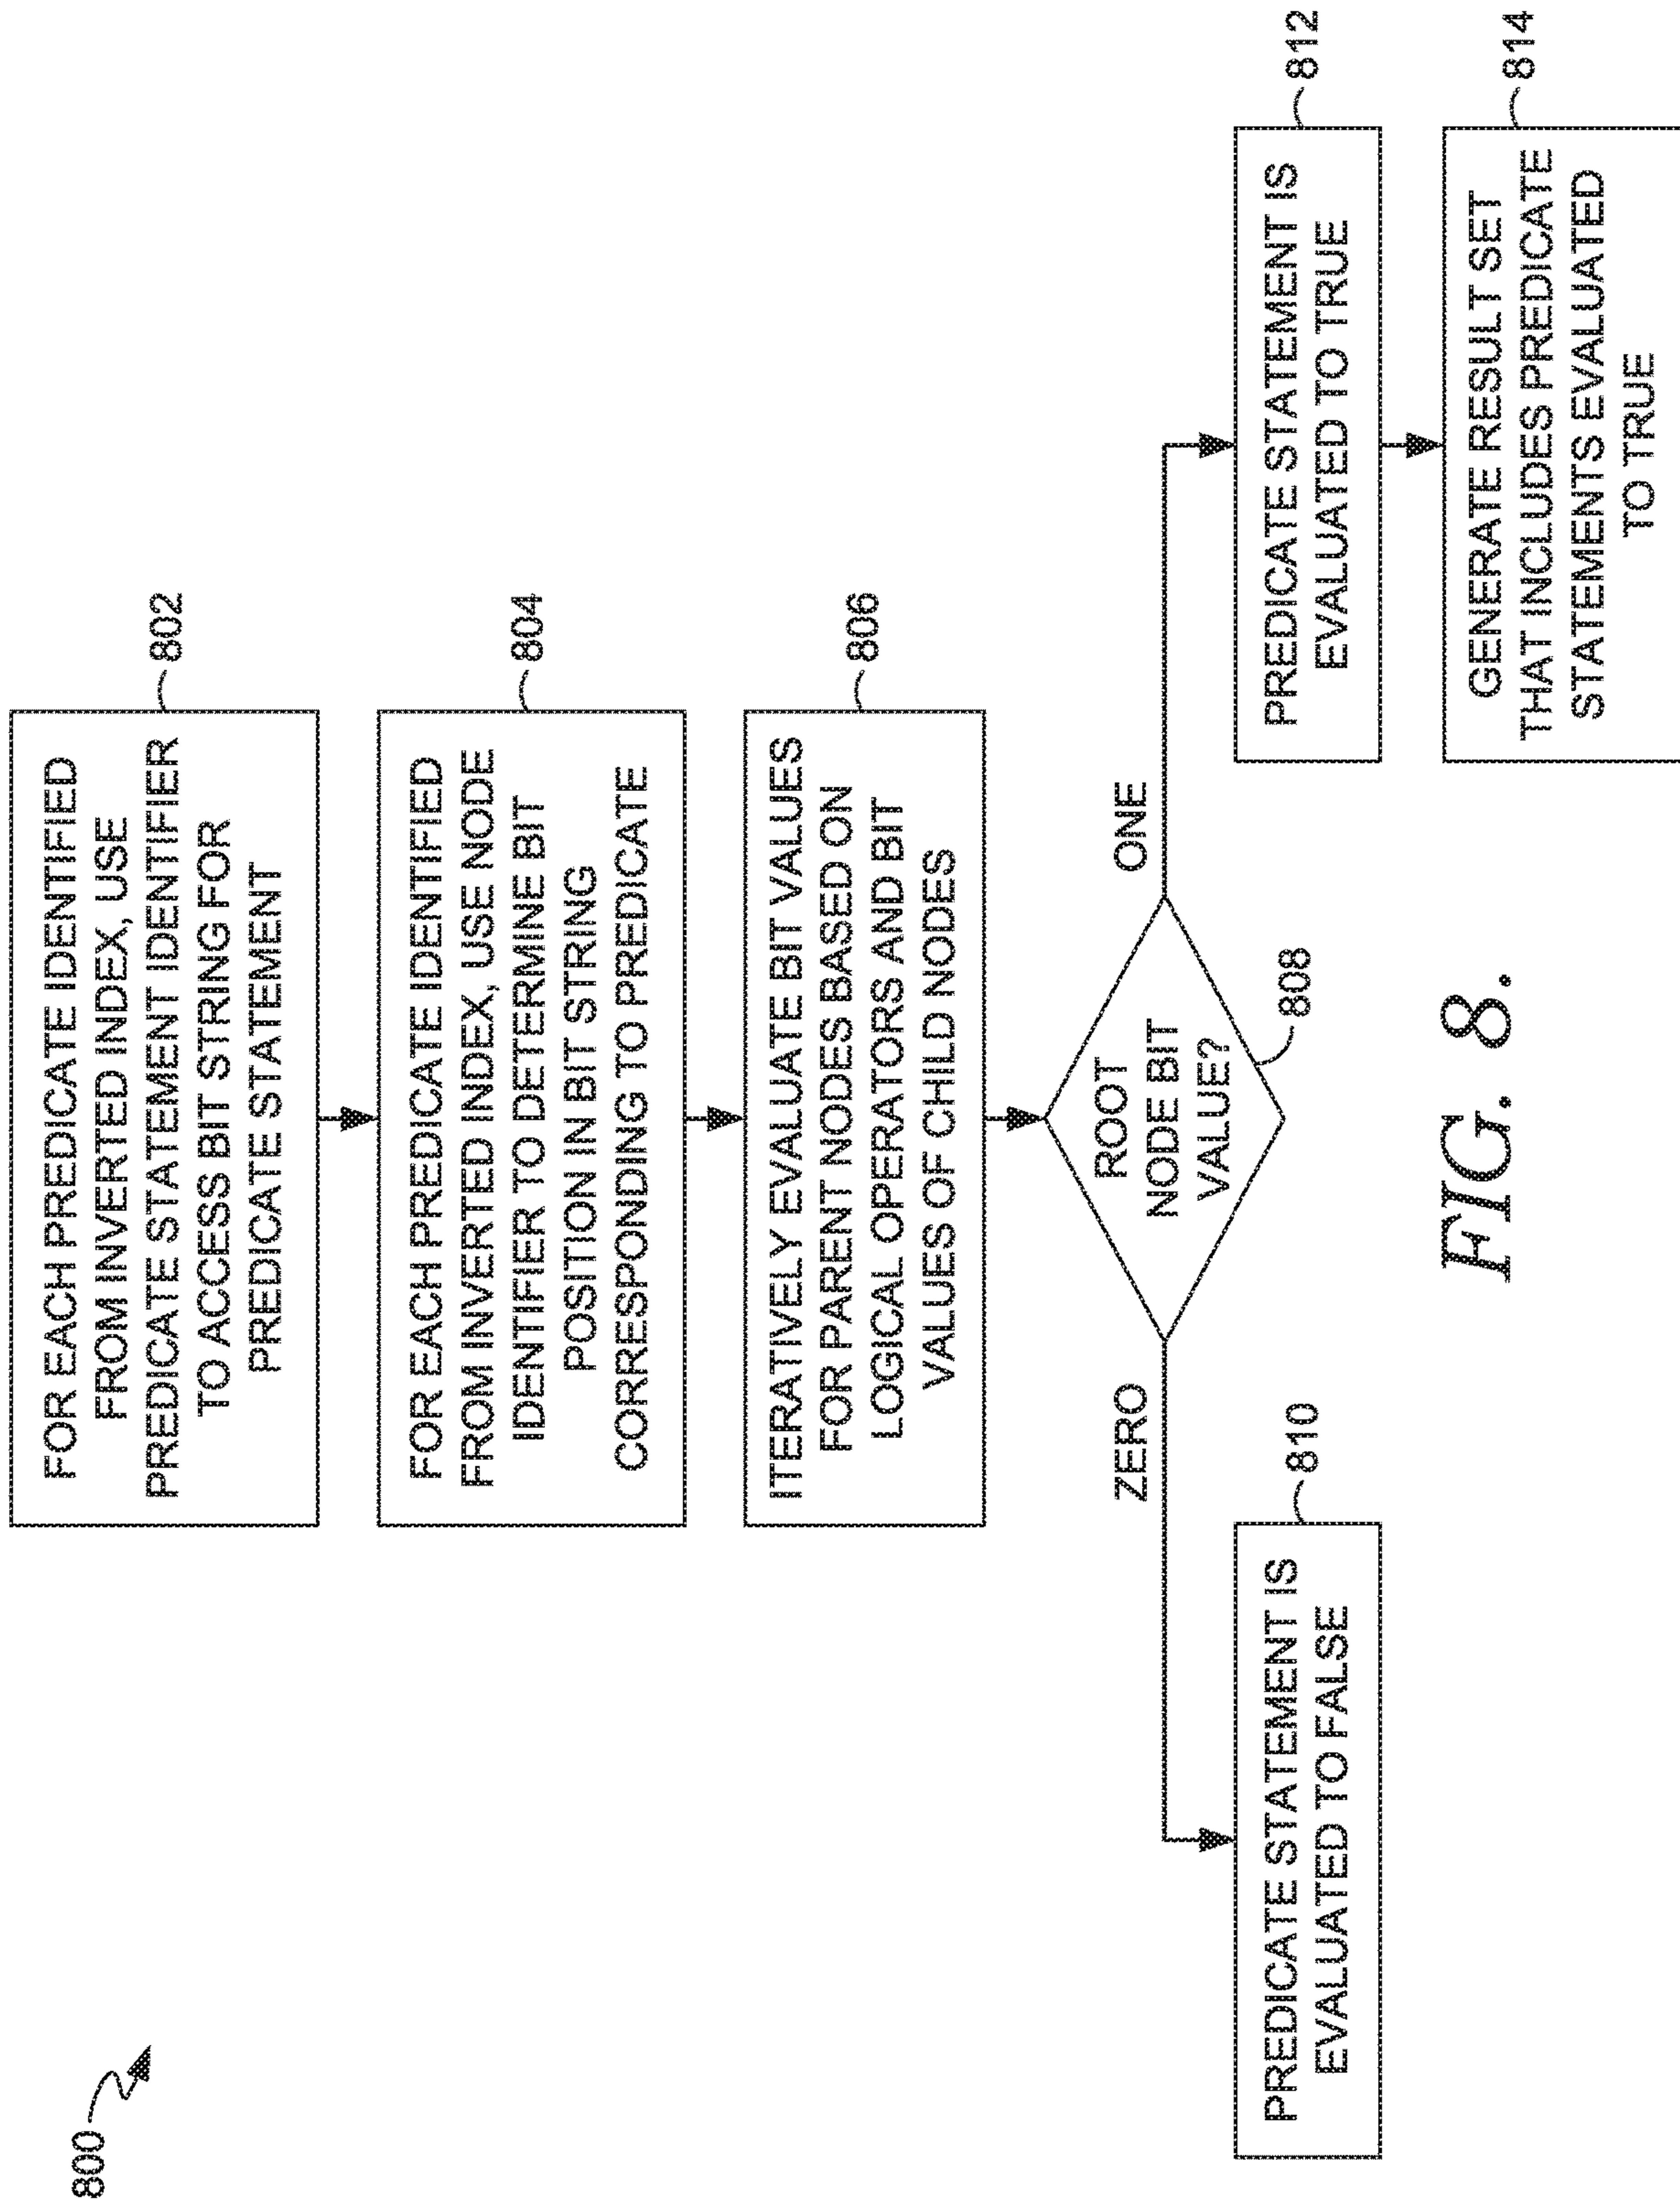 800
FOR EACH PREDICATE IDENTIFIED
FROM INVERTED INDEX, USE
PREDICATE STATEMENT IDENTIFIER
TO ACCESS BIT STRING FOR
PREDICATE STATEMENT
802
FOR EACH PREDICATE IDENTIFIED
FROM INVERTED INDEX, USE NODE
IDENTIFIER TO DETERMINE BIT
POSITION IN BIT STRING
CORRESPONDING TO PREDICATE
804
ITERATIVELY EVALUATE BIT VALUES
FOR PARENT NODES BASED ON
LOGICAL OPERATORS AND BIT
VALUES OF CHILD NODES
806
ROOT
NODE BIT
VALUE?
808
ZERO
ONE
PREDICATE STATEMENT IS
EVALUATED TO FALSE
810
PREDICATE STATEMENT IS
EVALUATED TO TRUE
812
GENERATE RESULT SET
THAT INCLUDES PREDICATE
STATEMENTS EVALUATED
TO TRUE
814
FIG. 8.